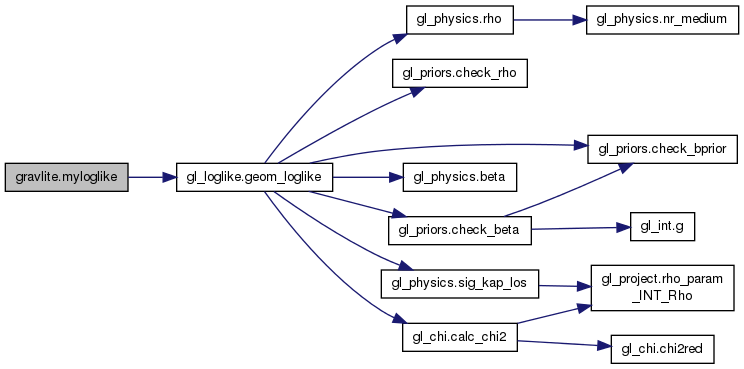 gravlite.myloglike
gl_loglike.geom_loglike
gl_physics.rho
gl_priors.check_rho
gl_physics.beta
gl_priors.check_beta
gl_physics.sig_kap_los
gl_chi.calc_chi2
gl_physics.nr_medium
gl_priors.check_bprior
gl_int.g
gl_project.rho_param
_INT_Rho
gl_chi.chi2red